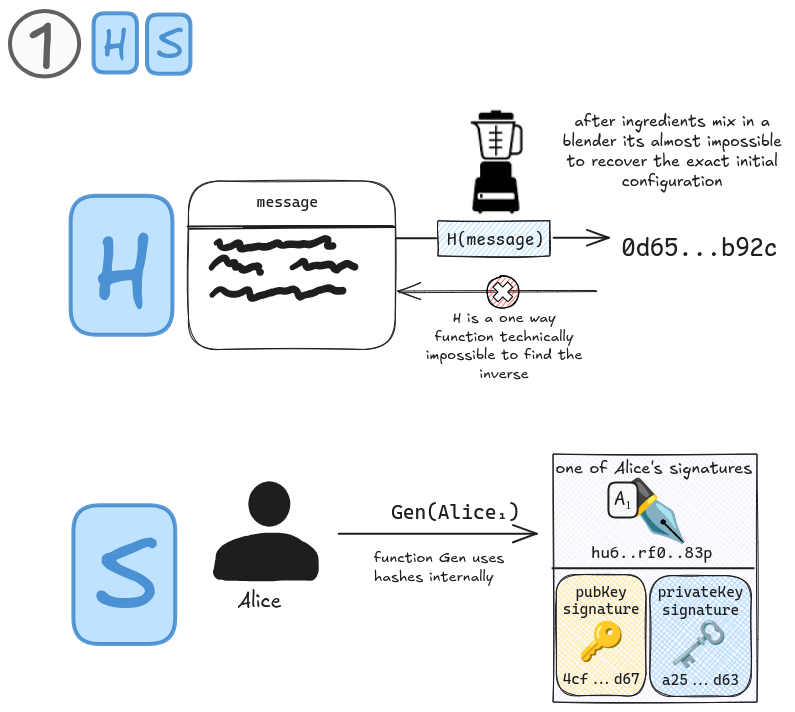 1 H S
after ingredients mix in a
blender its almost impossible
to recover the exact initial
configuration
H
message
H(message)
0d65...b92c
H is a one way
function technically
impossible to find the
inverse
S
Alice
Gen(Alice₁)
function Gen uses
hashes internally
one of Alice's signatures
A₁
hu6..rf0..83p
pubKey
signature
4cf ... d67
privateKey
signature
a25 ... d63